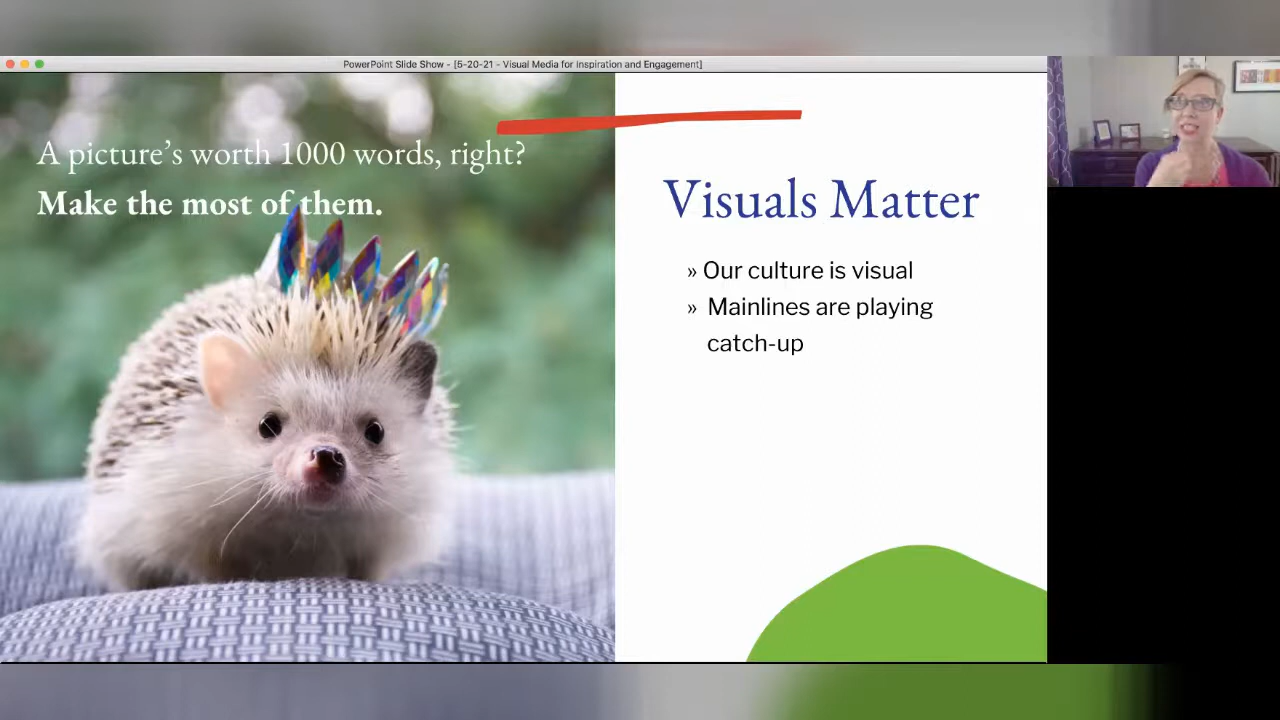 PowerPoint Slide Show - [5-20-21 - Visual Media for Inspiration and Engagement]
A picture's worth 1000 words, right?
Make the most of them.
Visuals Matter
» Our culture is visual
» Mainlines are playing
catch-up